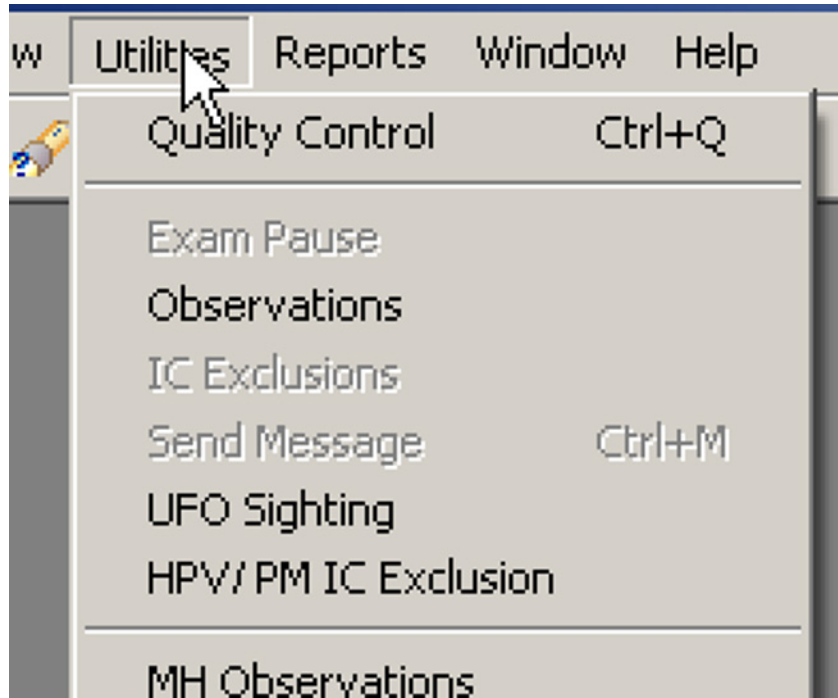 w Utilities Reports Window Help
Quality Control Ctrl+Q
Exam Pause
Observations
IC Exclusions
Send Message Ctrl+M
UFO Sighting
HPV/ PM IC Exclusion
MH Observations